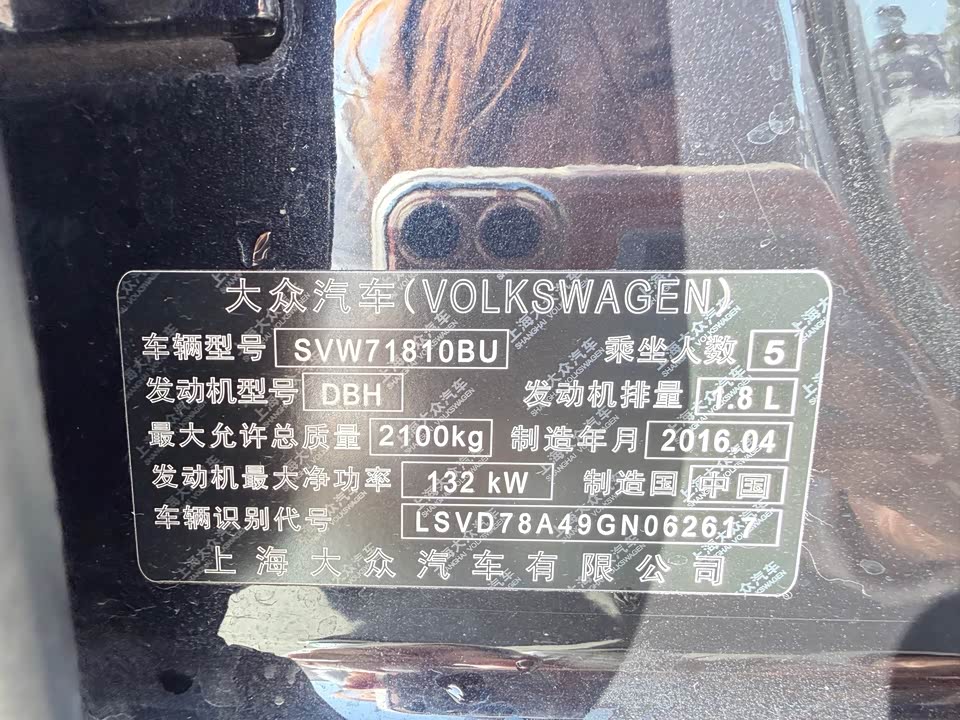 大众汽车(VOLKSWAGEN)
车辆型号 SVW71810BU 乘坐人数 5
发动机型号 DBH 发动机排量 1.8 L
最大允许总质量 2100kg 制造年月 2016.04
发动机最大净功率 132 kW 制造国 中国
车辆识别代号 LSVD78A49GN062617
上海大众汽车有限公司